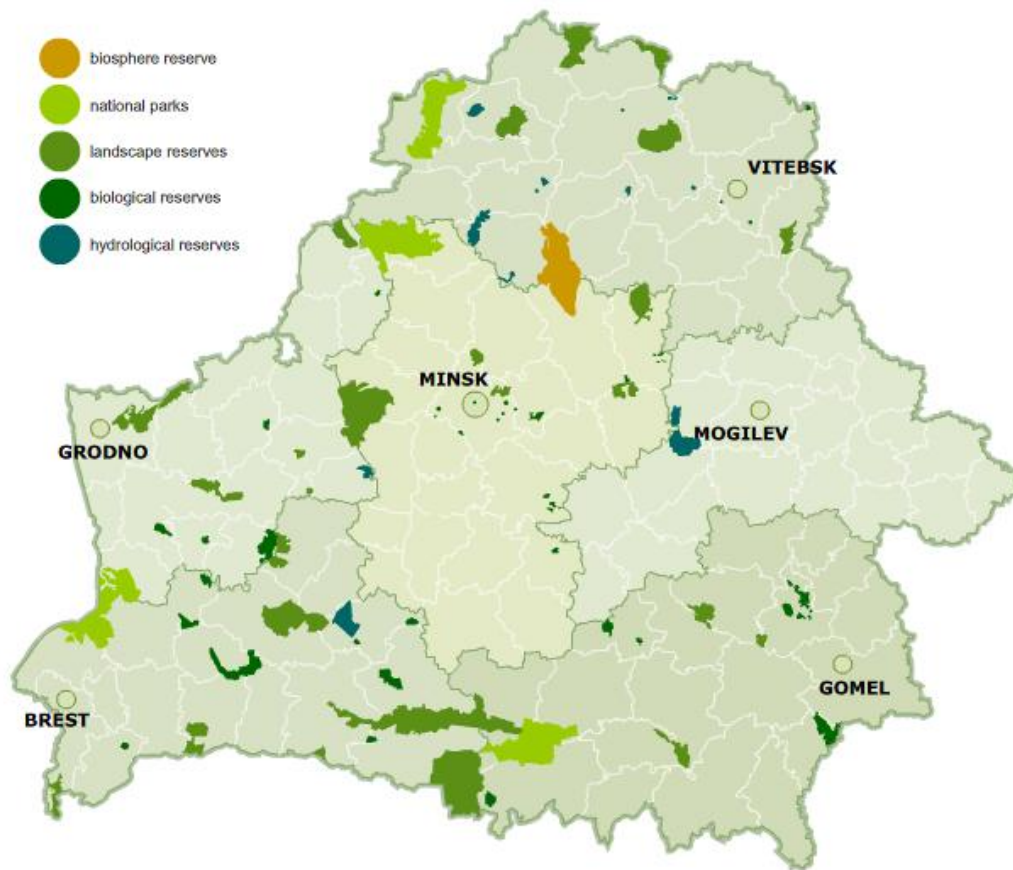 biosphere reserve
national parks
landscape reserves
biological reserves
hydrological reserves
VITEBSK
MINSK
MOGILEV
GRODNO
GOMEL
BREST